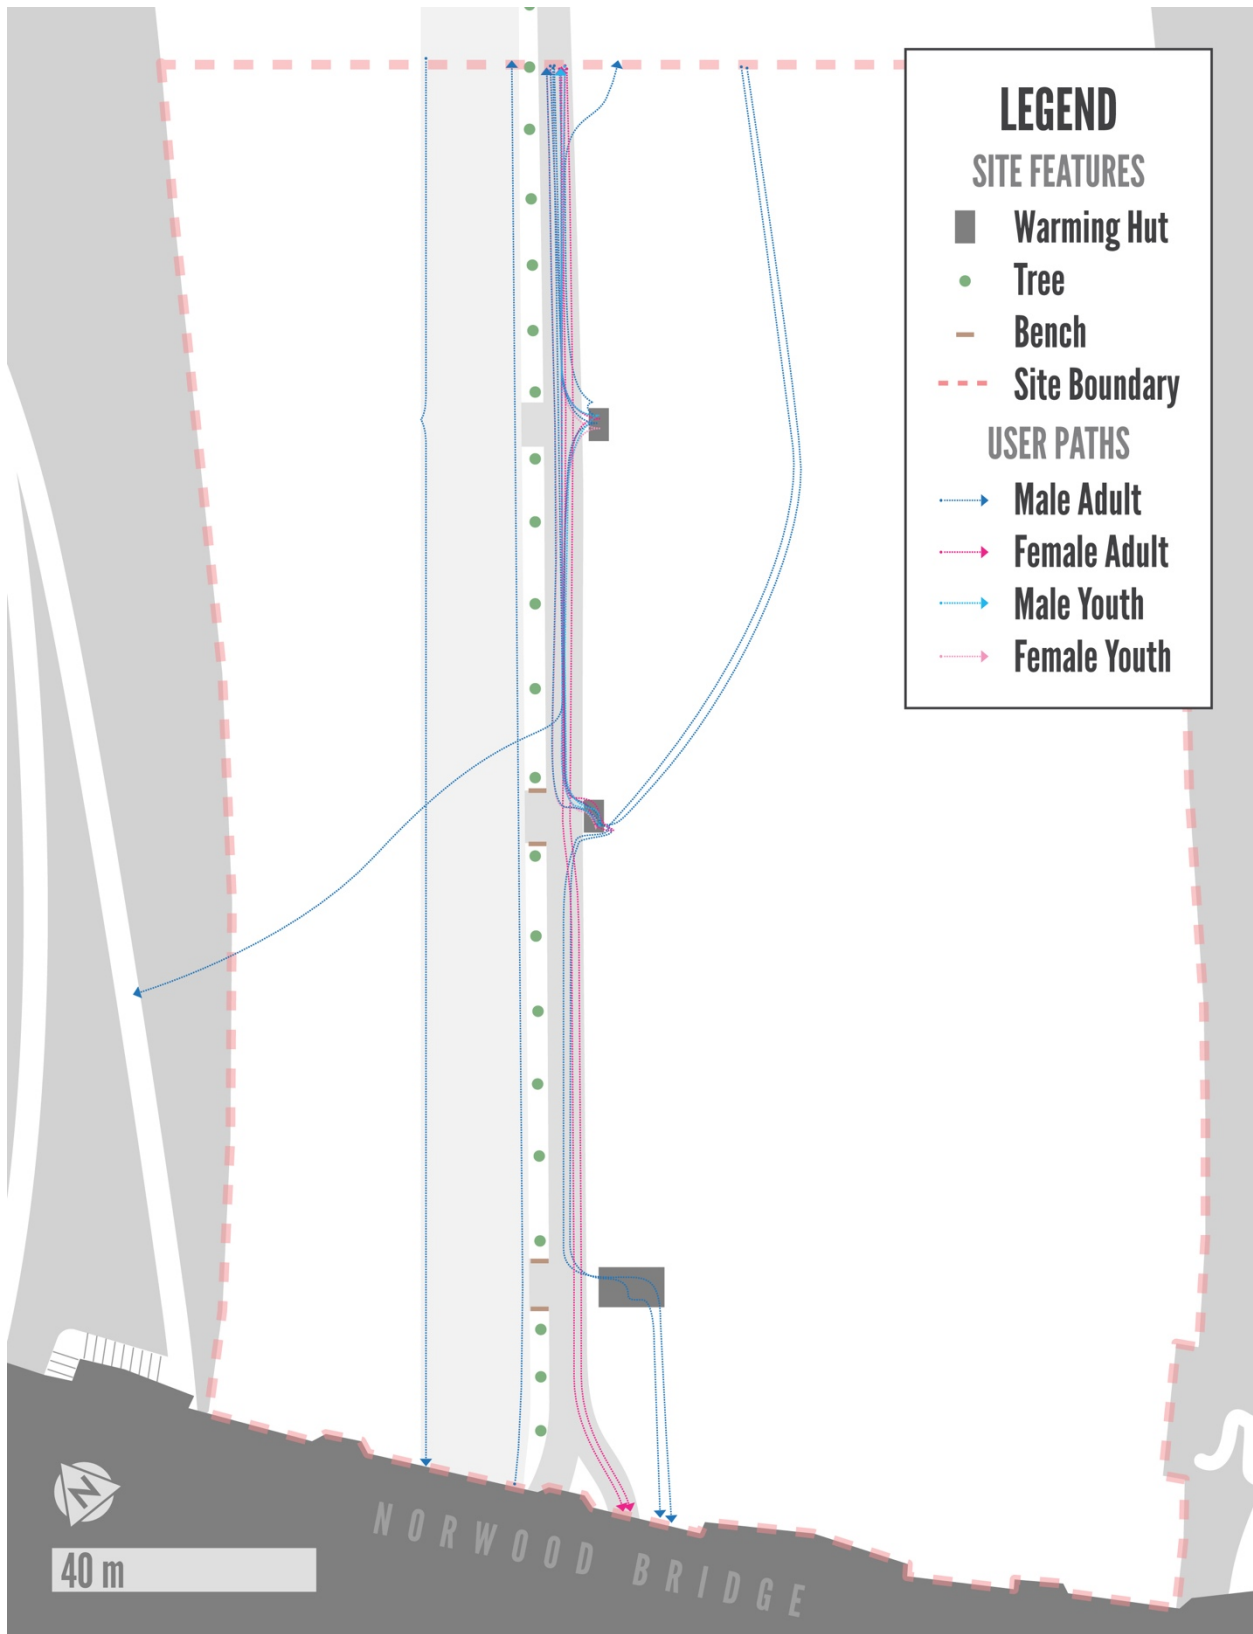 LEGEND
SITE FEATURES
Warming Hut
Tree
Bench
Site Boundary
USER PATHS
Male Adult
Female Adult
Male Youth
Female Youth
N
40 m
NORWOOD BRIDGE